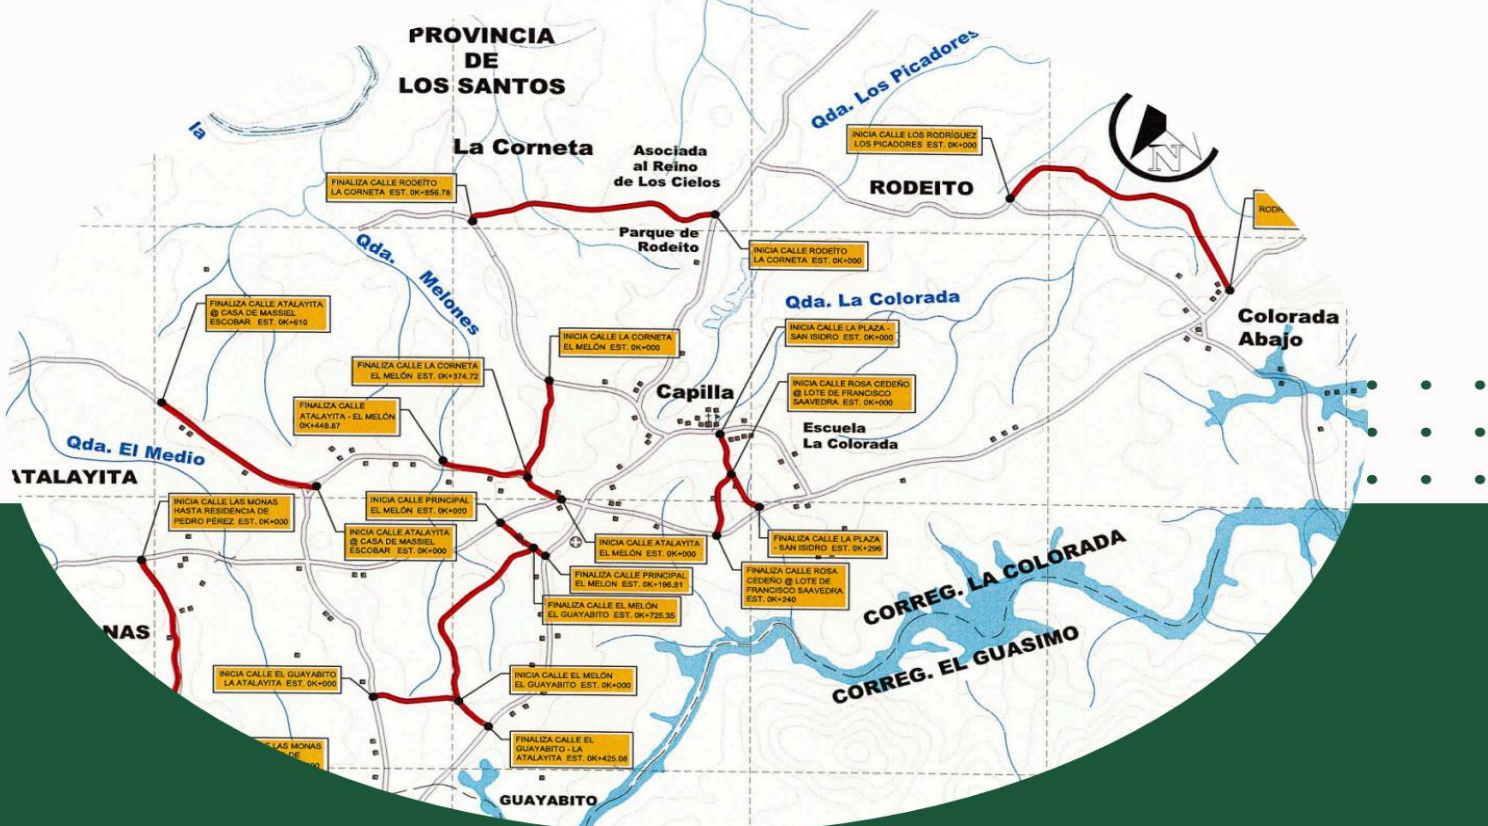 PROVINCIA
DE
LOS SANTOS
la
La Corneta
Asociada
al Reino
de Los Cielos
Qda. Los Picadores
INICIA CALLE LOS RODRÍGUEZ
LOS PICADORES EST. 0K+000
N
FINALIZA CALLE RODEÍTO
LA CORNETA EST. 0K+856.78
RODEITO
Parque de
Rodeito
INICIA CALLE RODEÍTO
LA CORNETA EST. 0K+000
Qda. Melones
Qda. La Colorada
FINALIZA CALLE ATALAYITA
@ CASA DE MASSIEL
ESCOBAR EST. 0K+610
INICIA CALLE LA CORNETA
EL MELÓN EST. 0K+000
INICIA CALLE LA PLAZA -
SAN ISIDRO EST. 0K+000
Colorada
Abajo
FINALIZA CALLE LA CORNETA
EL MELÓN EST. 0K+374.72
Capilla
INICIA CALLE ROSA CEDEÑO
@ LOTE DE FRANCISCO
SAAVEDRA EST. 0K+000
FINALIZA CALLE
ATALAYITA - EL MELÓN
0K+448.87
Escuela
La Colorada
Qda. El Medio
ATALAYITA
INICIA CALLE LAS MONAS
HASTA RESIDENCIA DE
PEDRO PÉREZ EST. 0K+000
INICIA CALLE PRINCIPAL
EL MELÓN EST. 0K+000
INICIA CALLE ATALAYITA
@ CASA DE MASSIEL
ESCOBAR EST. 0K+000
INICIA CALLE ATALAYITA
EL MELÓN EST. 0K+000
FINALIZA CALLE LA PLAZA
- SAN ISIDRO EST. 0K+296
FINALIZA CALLE PRINCIPAL
EL MELON EST. 0K+196.81
FINALIZA CALLE ROSA
CEDEÑO @ LOTE DE
FRANCISCO SAAVEDRA
EST. 0K+240
CORREG. LA COLORADA
FINALIZA CALLE EL MELÓN
EL GUAYABITO EST. 0K+725.35
NAS
CORREG. EL GUASIMO
INICIA CALLE EL GUAYABITO
LA ATALAYITA EST. 0K+000
INICIA CALLE EL MELÓN
EL GUAYABITO EST. 0K+000
LAS MONAS
DE
FINALIZA CALLE EL
GUAYABITO - LA
ATALAYITA EST. 0K+425.08
GUAYABITO